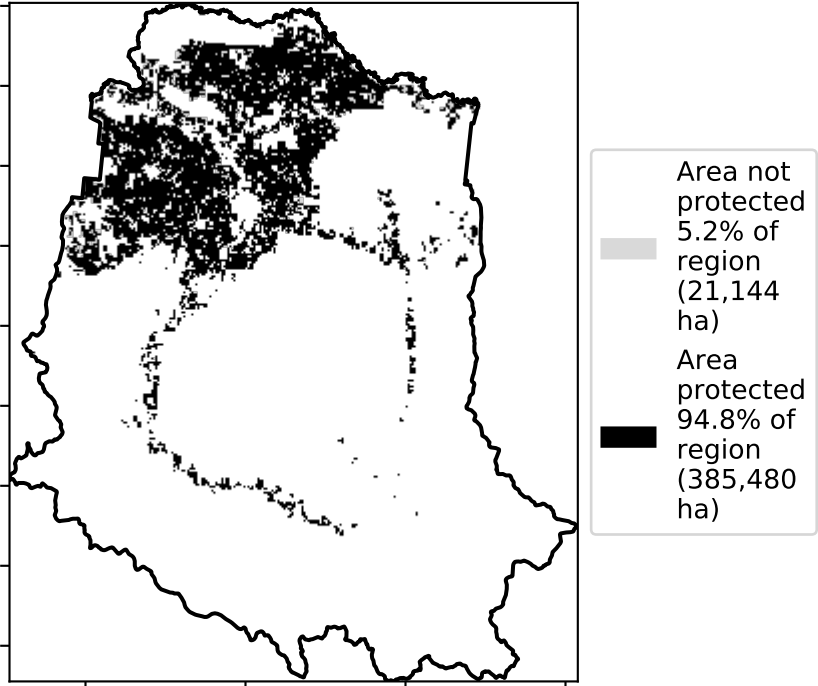 Area not
protected
5.2% of
region
(21,144
ha)
Area
protected
94.8% of
region
(385,480
ha)